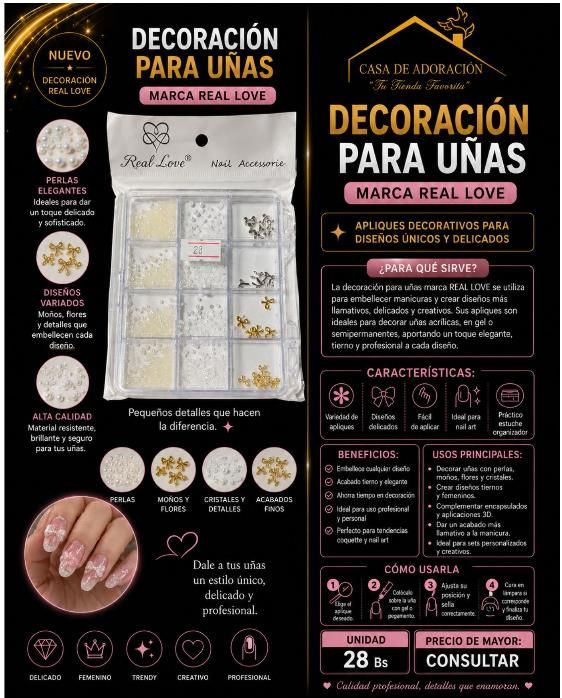 NUEVO
DECORACIÓN
REAL LOVE
DECORACIÓN
PARA UÑAS
MARCA REAL LOVE
PERLAS
ELEGANTES
Ideales para dar
un toque delicado
y sofisticado.
DISEÑOS
VARIADOS
Moños, flores
y detalles que
embellecen cada
diseño.
ALTA CALIDAD
Material resistente,
brillante y seguro
para tus uñas.
Real Love® Nail Accessorie
28
Pequeños detalles que hacen
la diferencia.
PERLAS
MOÑOS Y
FLORES
CRISTALES Y
DETALLES
ACABADOS
FINOS
Dale a tus uñas
un estilo único,
delicado y
profesional.
DELICADO
FEMENINO
TRENDY
CREATIVO
PROFESIONAL
CASA DE ADORACIÓN
"Tu Tienda Favorita"
DECORACIÓN
PARA UÑAS
MARCA REAL LOVE
APLIQUES DECORATIVOS PARA
DISEÑOS ÚNICOS Y DELICADOS
¿PARA QUÉ SIRVE?
La decoración para uñas marca REAL LOVE se utiliza
para embellecer manicuras y crear diseños más
llamativos, delicados y creativos. Sus apliques son
ideales para decorar uñas acrílicas, en gel o
semipermanentes, aportando un toque elegante,
tierno y profesional a cada diseño.
CARACTERÍSTICAS:
Variedad de
apliques
Diseños
delicados
Fácil
de aplicar
Ideal para
nail art
Práctico
estuche
organizador
BENEFICIOS:
Embellece cualquier diseño
Acabado tierno y elegante
Ahorra tiempo en decoración
Ideal para uso profesional
y personal
Perfecto para tendencias
coquette y nail art
USOS PRINCIPALES:
• Decorar uñas con perlas,
moños, flores y cristales.
• Crear diseños tiernos
y femeninos.
• Complementar encapsulados
y aplicaciones 3D.
• Dar un acabado más
llamativo a la manicura.
• Ideal para sets personalizados
y creativos.
CÓMO USARLA
1
Elige el
aplique
deseado.
2
Colócalo
sobre la uña
con gel o
pegamento.
3
Ajusta su
posición y
sella
correctamente.
4
Cura en
lámpara si
corresponde
y finaliza tu
diseño.
UNIDAD
28 Bs
PRECIO DE MAYOR:
CONSULTAR
Calidad profesional, detalles que enamoran.